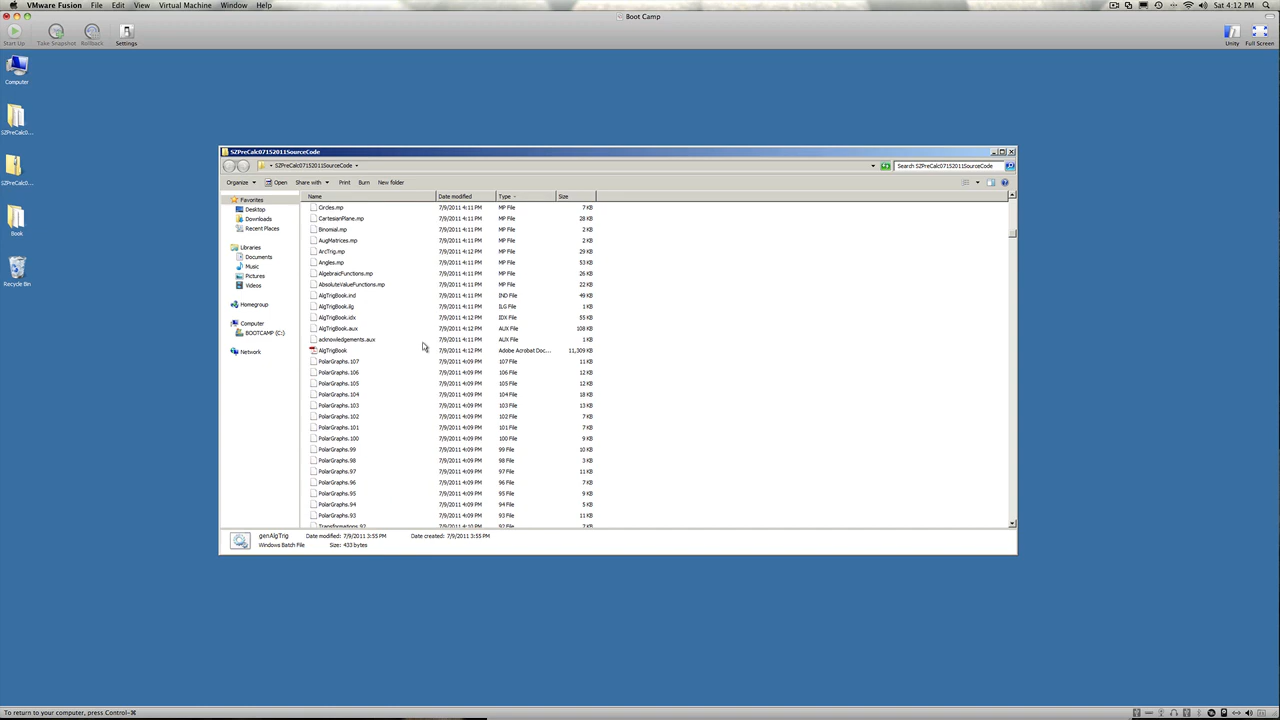 VMware Fusion File Edit View Virtual Machine Window Help Sat 4:12 PM
Boot Camp
Start Up Take Snapshot Rollback Settings Unity Full Screen
Computer
SZPreCalc0...
SZPreCalc0...
Book
Recycle Bin
SZPreCalc07152011SourceCode
SZPreCalc07152011SourceCode Search SZPreCalc07152011SourceCode
Organize Open Share with Print Burn New folder
Favorites
Desktop
Downloads
Recent Places
Libraries
Documents
Music
Pictures
Videos
Homegroup
Computer
BOOTCAMP (C:)
Network
Name Date modified Type Size
Circles.mp 7/9/2011 4:11 PM MP File 7 KB
CartesianPlane.mp 7/9/2011 4:11 PM MP File 28 KB
Binomial.mp 7/9/2011 4:11 PM MP File 2 KB
AugMatrices.mp 7/9/2011 4:11 PM MP File 2 KB
ArcTrig.mp 7/9/2011 4:12 PM MP File 29 KB
Angles.mp 7/9/2011 4:11 PM MP File 53 KB
AlgebraicFunctions.mp 7/9/2011 4:11 PM MP File 26 KB
AbsoluteValueFunctions.mp 7/9/2011 4:11 PM MP File 22 KB
AlgTrigBook.ind 7/9/2011 4:11 PM IND File 49 KB
AlgTrigBook.ilg 7/9/2011 4:11 PM ILG File 1 KB
AlgTrigBook.idx 7/9/2011 4:12 PM IDX File 55 KB
AlgTrigBook.aux 7/9/2011 4:12 PM AUX File 108 KB
acknowledgements.aux 7/9/2011 4:11 PM AUX File 1 KB
AlgTrigBook 7/9/2011 4:12 PM Adobe Acrobat Doc... 11,309 KB
PolarGraphs.107 7/9/2011 4:09 PM 107 File 11 KB
PolarGraphs.106 7/9/2011 4:09 PM 106 File 12 KB
PolarGraphs.105 7/9/2011 4:09 PM 105 File 12 KB
PolarGraphs.104 7/9/2011 4:09 PM 104 File 18 KB
PolarGraphs.103 7/9/2011 4:09 PM 103 File 13 KB
PolarGraphs.102 7/9/2011 4:09 PM 102 File 7 KB
PolarGraphs.101 7/9/2011 4:09 PM 101 File 7 KB
PolarGraphs.100 7/9/2011 4:09 PM 100 File 9 KB
PolarGraphs.99 7/9/2011 4:09 PM 99 File 10 KB
PolarGraphs.98 7/9/2011 4:09 PM 98 File 3 KB
PolarGraphs.97 7/9/2011 4:09 PM 97 File 11 KB
PolarGraphs.96 7/9/2011 4:09 PM 96 File 7 KB
PolarGraphs.95 7/9/2011 4:09 PM 95 File 9 KB
PolarGraphs.94 7/9/2011 4:09 PM 94 File 5 KB
PolarGraphs.93 7/9/2011 4:09 PM 93 File 11 KB
Transformations.92 7/9/2011 4:10 PM 92 File 7 KB
genAlgTrig Date modified: 7/9/2011 3:55 PM Date created: 7/9/2011 3:55 PM
Windows Batch File Size: 433 bytes
To return to your computer, press Control-⌘